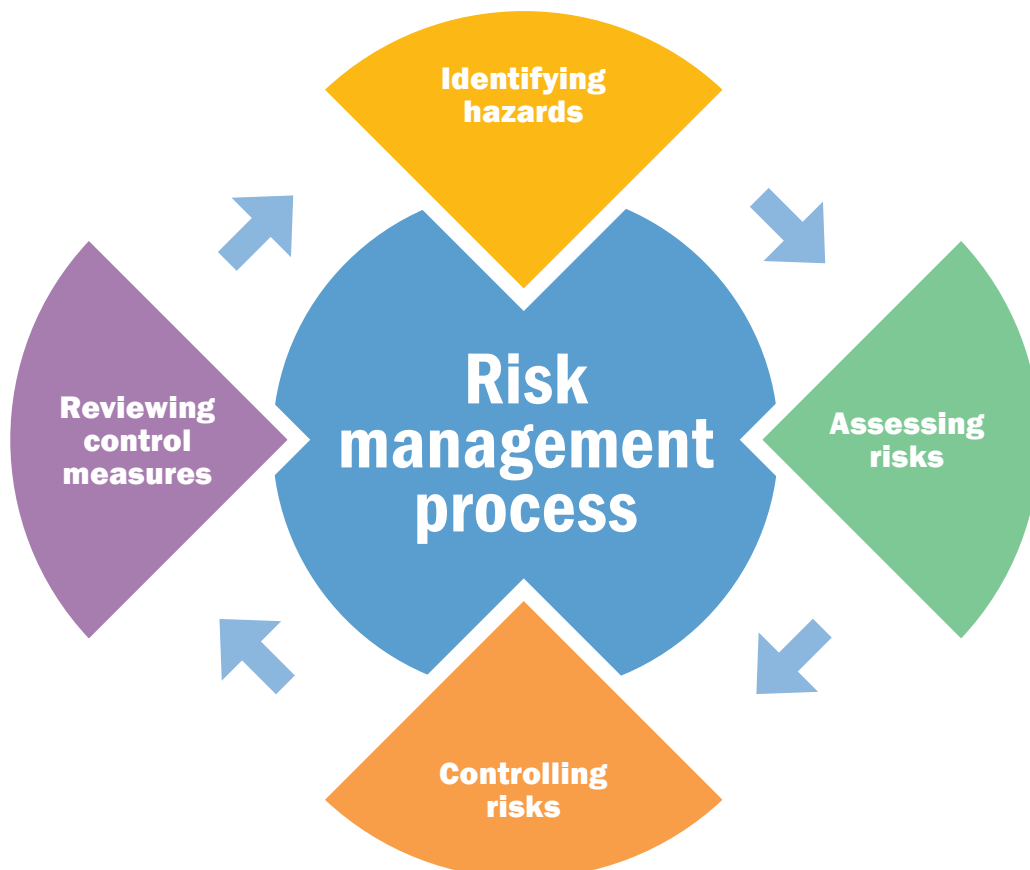 Identifying
hazards
Risk
management
process
Reviewing
control
measures
Assessing
risks
Controlling
risks